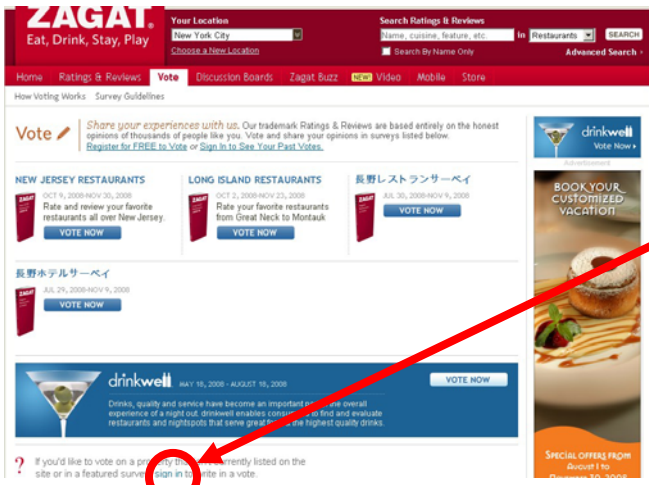 ZAGAT.
Eat, Drink, Stay, Play
Your Location
New York City
Choose a New Location
Search Ratings & Reviews
Name, cuisine, feature, etc.
in
Restaurants
SEARCH
Search By Name Only
Advanced Search ›
Home Ratings & Reviews Vote Discussion Boards Zagat Buzz NEW! Video Mobile Store
How Voting Works Survey Guidelines
Vote
Share your experiences with us. Our trademark Ratings & Reviews are based entirely on the honest
opinions of thousands of people like you. Vote and share your opinions in surveys listed below.
Register for FREE to Vote or Sign In to See Your Past Votes.
drinkwell
Vote Now
Advertisement
NEW JERSEY RESTAURANTS
ZAGAT
OCT 9, 2008-NOV 30, 2008
Rate and review your favorite
restaurants all over New Jersey.
VOTE NOW
LONG ISLAND RESTAURANTS
ZAGAT
OCT 2, 2008-NOV 23, 2008
Rate your favorite restaurants
from Great Neck to Montauk
VOTE NOW
長野レストランサーベイ
ZAGAT
JUL 30, 2008-NOV 9, 2008
VOTE NOW
長野ホテルサーベイ
ZAGAT
JUL 29, 2008-NOV 9, 2008
VOTE NOW
BOOK YOUR
CUSTOMIZED
VACATION
drinkwell MAY 18, 2008 - AUGUST 18, 2008
VOTE NOW
Drinks, quality and service have become an important the overall
experience of a night out. drinkwell enables to find and evaluate
restaurants and nightspots that serve great the highest quality drinks.
? If you'd like to vote on a currently listed on the
site or in a featured survey sign in to write in a vote.
SPECIAL OFFERS FROM
AUGUST 1 TO